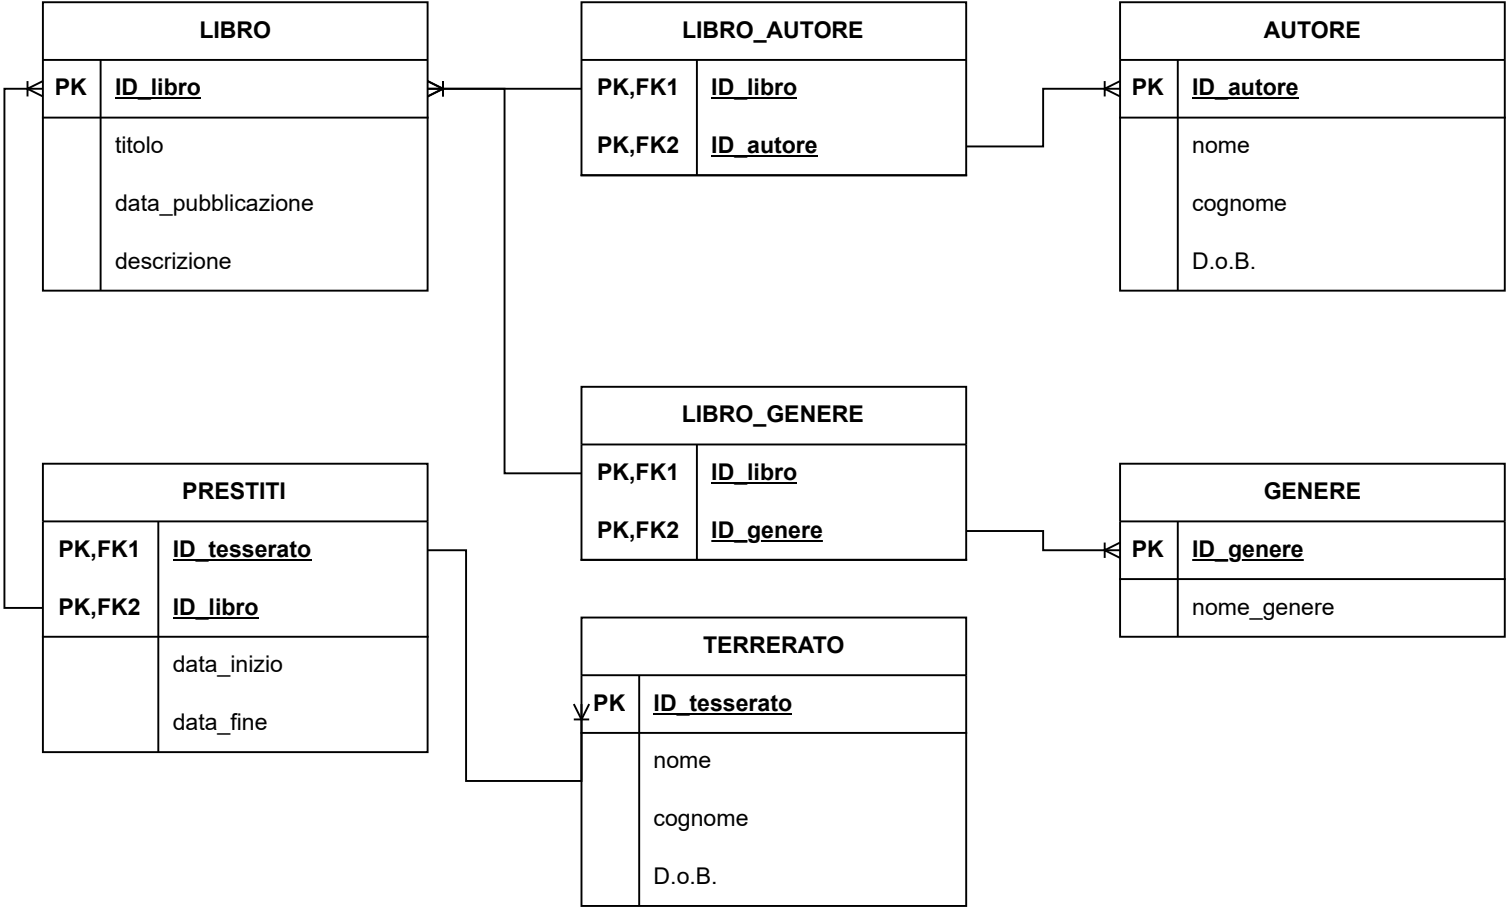 LIBRO
PK ID_libro
titolo
data_pubblicazione
descrizione
LIBRO_AUTORE
PK,FK1 ID_libro
PK,FK2 ID_autore
AUTORE
PK ID_autore
nome
cognome
D.o.B.
LIBRO_GENERE
PK,FK1 ID_libro
PK,FK2 ID_genere
PRESTITI
PK,FK1 ID_tesserato
PK,FK2 ID_libro
data_inizio
data_fine
GENERE
PK ID_genere
nome_genere
TERRERATO
PK ID_tesserato
nome
cognome
D.o.B.